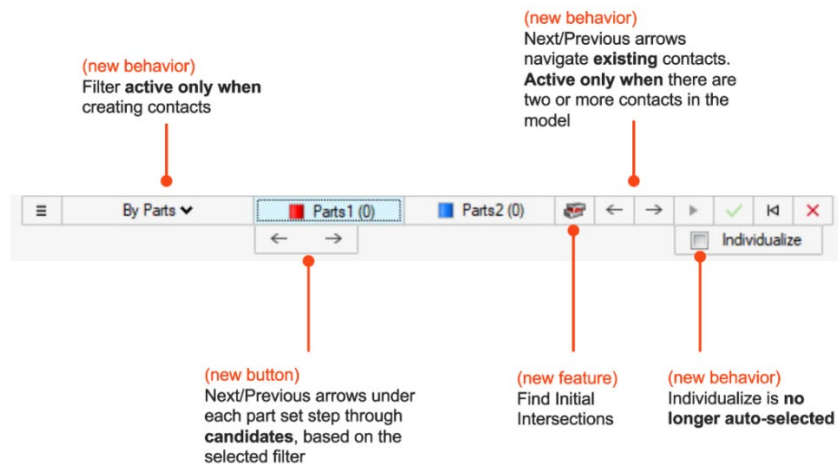 (new behavior)
Next/Previous arrows
navigate existing contacts.
Active only when there are
two or more contacts in the
model
(new behavior)
Filter active only when
creating contacts
By Parts
Parts1 (0)
Parts2 (0)
Individualize
(new button)
Next/Previous arrows under
each part set step through
candidates, based on the
selected filter
(new feature)
Find Initial
Intersections
(new behavior)
Individualize is no
longer auto-selected